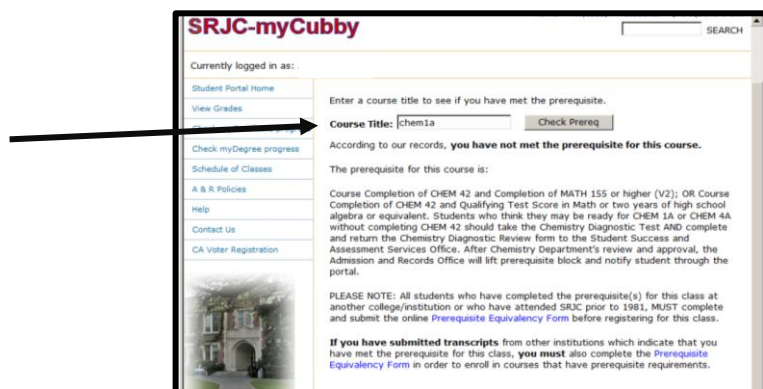 SRJC-myCubby
SEARCH
Currently logged in as:
Student Portal Home
View Grades
Check myDegree progress
Schedule of Classes
A & R Policies
Help
Contact Us
CA Voter Registration
Enter a course title to see if you have met the prerequisite.
Course Title: chem1a Check Prereq
According to our records, you have not met the prerequisite for this course.
The prerequisite for this course is:
Course Completion of CHEM 42 and Completion of MATH 155 or higher (V2); OR Course
Completion of CHEM 42 and Qualifying Test Score in Math or two years of high school
algebra or equivalent. Students who think they may be ready for CHEM 1A or CHEM 4A
without completing CHEM 42 should take the Chemistry Diagnostic Test AND complete
and return the Chemistry Diagnostic Review form to the Student Success and
Assessment Services Office. After Chemistry Department's review and approval, the
Admission and Records Office will lift prerequisite block and notify student through the
portal.
PLEASE NOTE: All students who have completed the prerequisite(s) for this class at
another college/institution or who have attended SRJC prior to 1981, MUST complete
and submit the online Prerequisite Equivalency Form before registering for this class.
If you have submitted transcripts from other institutions which indicate that you
have met the prerequisite for this class, you must also complete the Prerequisite
Equivalency Form in order to enroll in courses that have prerequisite requirements.